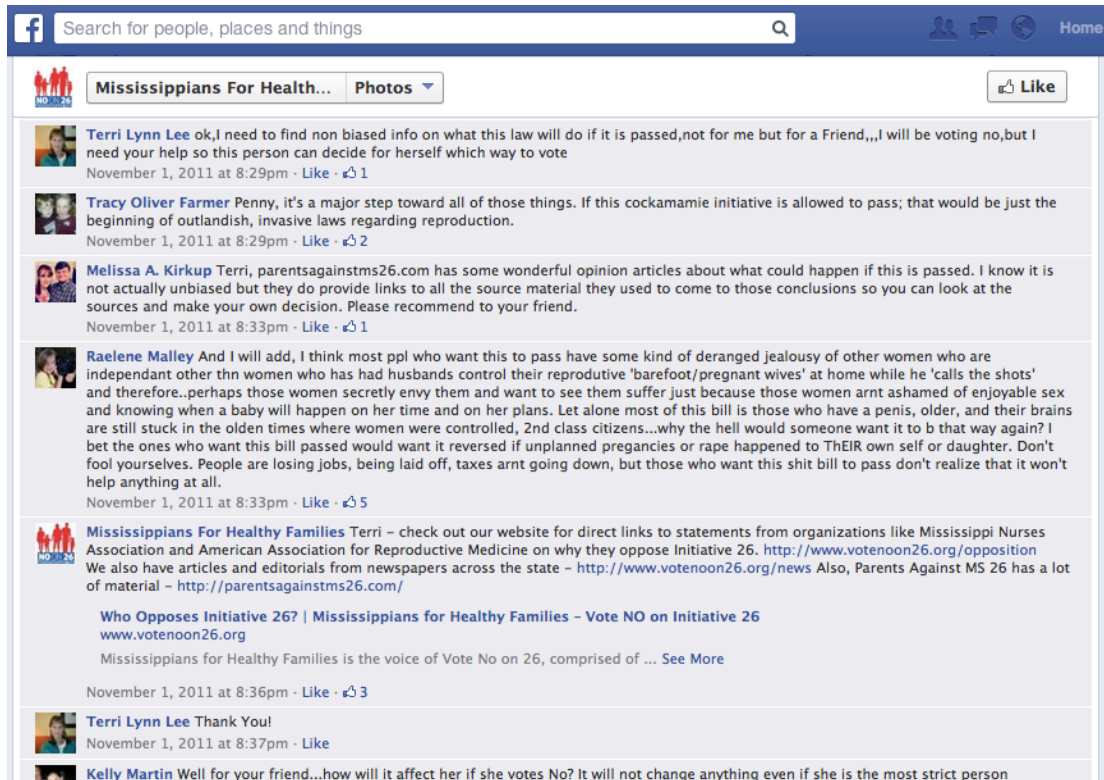 f Search for people, places and things Home
Mississippians For Health... Photos Like
NO ON 26
Terri Lynn Lee ok,I need to find non biased info on what this law will do if it is passed,not for me but for a Friend,,,I will be voting no,but I
need your help so this person can decide for herself which way to vote
November 1, 2011 at 8:29pm · Like · 1
Tracy Oliver Farmer Penny, it's a major step toward all of those things. If this cockamamie initiative is allowed to pass; that would be just the
beginning of outlandish, invasive laws regarding reproduction.
November 1, 2011 at 8:29pm · Like · 2
Melissa A. Kirkup Terri, parentsagainstms26.com has some wonderful opinion articles about what could happen if this is passed. I know it is
not actually unbiased but they do provide links to all the source material they used to come to those conclusions so you can look at the
sources and make your own decision. Please recommend to your friend.
November 1, 2011 at 8:33pm · Like · 1
Raelene Malley And I will add, I think most ppl who want this to pass have some kind of deranged jealousy of other women who are
independant other thn women who has had husbands control their reprodutive 'barefoot/pregnant wives' at home while he 'calls the shots'
and therefore..perhaps those women secretly envy them and want to see them suffer just because those women arnt ashamed of enjoyable sex
and knowing when a baby will happen on her time and on her plans. Let alone most of this bill is those who have a penis, older, and their brains
are still stuck in the olden times where women were controlled, 2nd class citizens...why the hell would someone want it to b that way again? I
bet the ones who want this bill passed would want it reversed if unplanned pregancies or rape happened to ThEIR own self or daughter. Don't
fool yourselves. People are losing jobs, being laid off, taxes arnt going down, but those who want this shit bill to pass don't realize that it won't
help anything at all.
November 1, 2011 at 8:33pm · Like · 5
Mississippians For Healthy Families Terri – check out our website for direct links to statements from organizations like Mississippi Nurses
NO ON 26
Association and American Association for Reproductive Medicine on why they oppose Initiative 26. http://www.votenoon26.org/opposition
We also have articles and editorials from newspapers across the state – http://www.votenoon26.org/news Also, Parents Against MS 26 has a lot
of material – http://parentsagainstms26.com/
Who Opposes Initiative 26? | Mississippians for Healthy Families – Vote NO on Initiative 26
www.votenoon26.org
Mississippians for Healthy Families is the voice of Vote No on 26, comprised of ... See More
November 1, 2011 at 8:36pm · Like · 3
Terri Lynn Lee Thank You!
November 1, 2011 at 8:37pm · Like
Kelly Martin Well for your friend...how will it affect her if she votes No? It will not change anything even if she is the most strict person